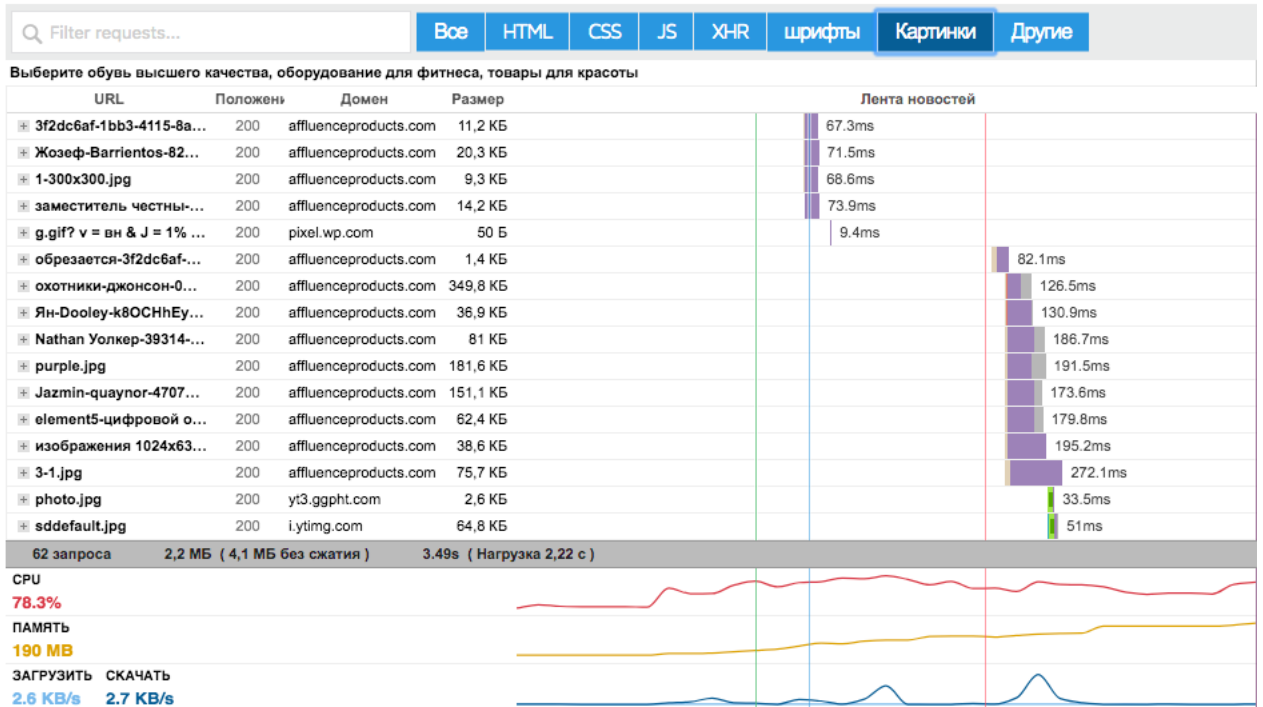 Filter requests... Все HTML CSS JS XHR шрифты Картинки Другие
Выберите обувь высшего качества, оборудование для фитнеса, товары для красоты
URL Положени Домен Размер Лента новостей
3f2dc6af-1bb3-4115-8a... 200 affluenceproducts.com 11,2 КБ 67.3ms
Жозеф-Barrientos-82... 200 affluenceproducts.com 20,3 КБ 71.5ms
1-300x300.jpg 200 affluenceproducts.com 9,3 КБ 68.6ms
заместитель честны-... 200 affluenceproducts.com 14,2 КБ 73.9ms
g.gif? v = вн & J = 1% ... 200 pixel.wp.com 50 Б 9.4ms
обрезается-3f2dc6af-... 200 affluenceproducts.com 1,4 КБ 82.1ms
охотники-джонсон-0... 200 affluenceproducts.com 349,8 КБ 126.5ms
Ян-Dooley-k8OCHhEy... 200 affluenceproducts.com 36,9 КБ 130.9ms
Nathan Уолкер-39314-... 200 affluenceproducts.com 81 КБ 186.7ms
purple.jpg 200 affluenceproducts.com 181,6 КБ 191.5ms
Jazmin-quaynor-4707... 200 affluenceproducts.com 151,1 КБ 173.6ms
element5-цифровой о... 200 affluenceproducts.com 62,4 КБ 179.8ms
изображения 1024x63... 200 affluenceproducts.com 38,6 КБ 195.2ms
3-1.jpg 200 affluenceproducts.com 75,7 КБ 272.1ms
photo.jpg 200 yt3.ggpht.com 2,6 КБ 33.5ms
sddefault.jpg 200 i.ytimg.com 64,8 КБ 51ms
62 запроса 2,2 МБ ( 4,1 МБ без сжатия ) 3.49s ( Нагрузка 2,22 с )
CPU
78.3%
ПАМЯТЬ
190 MB
ЗАГРУЗИТЬ СКАЧАТЬ
2.6 KB/s 2.7 KB/s